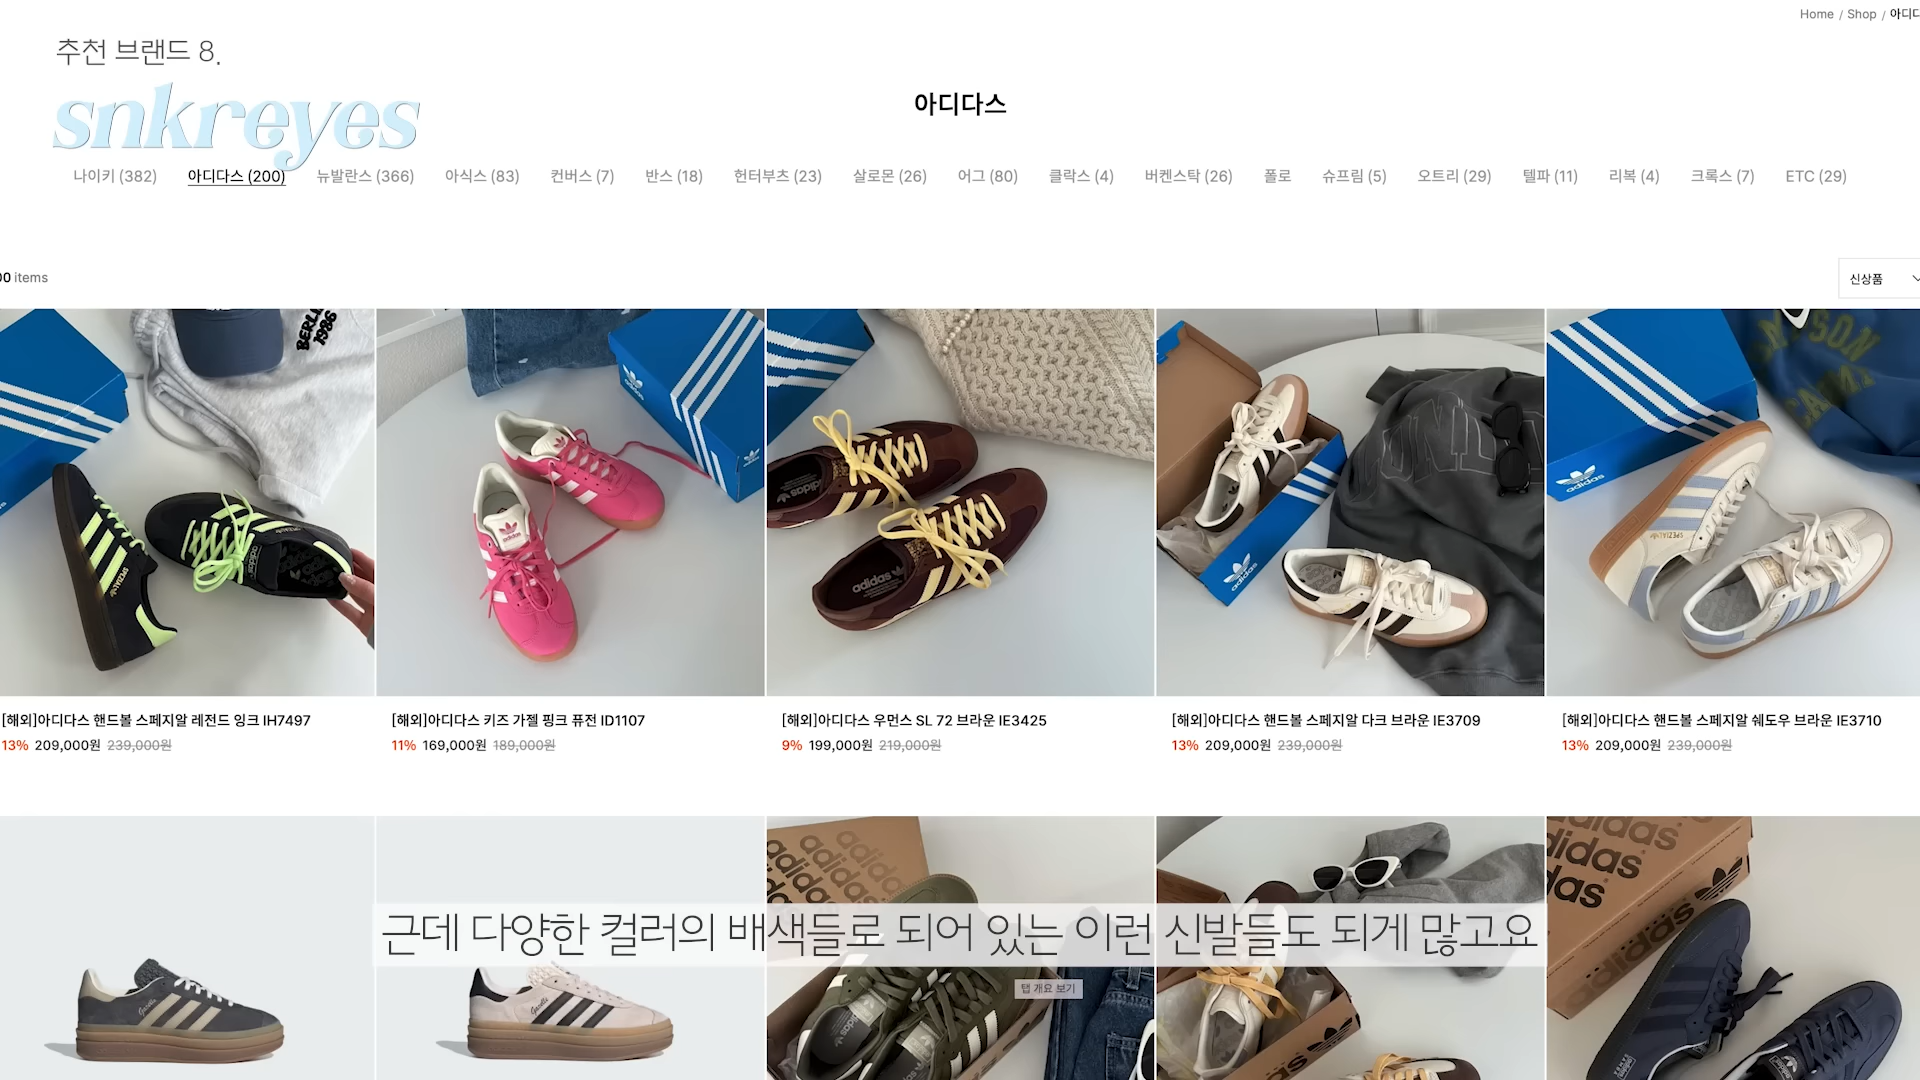 Home / Shop / 아디다
추천 브랜드 8.
snkreyes
아디다스
나이키 (382) 아디다스 (200) 뉴발란스 (366) 아식스 (83) 컨버스 (7) 반스 (18) 헌터부츠 (23) 살로몬 (26) 어그 (80) 클락스 (4) 버켄스탁 (26) 폴로 슈프림 (5) 오트리 (29) 텔파 (11) 리복 (4) 크록스 (7) ETC (29)
00 items
신상품
BERLIN
1986
adidas
SPEZIAL
[해외]아디다스 핸드볼 스페지알 레전드 잉크 IH7497
13% 209,000원 239,000원
[해외]아디다스 키즈 가젤 핑크 퓨전 ID1107
11% 169,000원 189,000원
[해외]아디다스 우먼스 SL 72 브라운 IE3425
9% 199,000원 219,000원
[해외]아디다스 핸드볼 스페지알 다크 브라운 IE3709
13% 209,000원 239,000원
[해외]아디다스 핸드볼 스페지알 쉐도우 브라운 IE3710
13% 209,000원 239,000원
근데 다양한 컬러의 배색들로 되어 있는 이런 신발들도 되게 많고요
탭 개요 보기